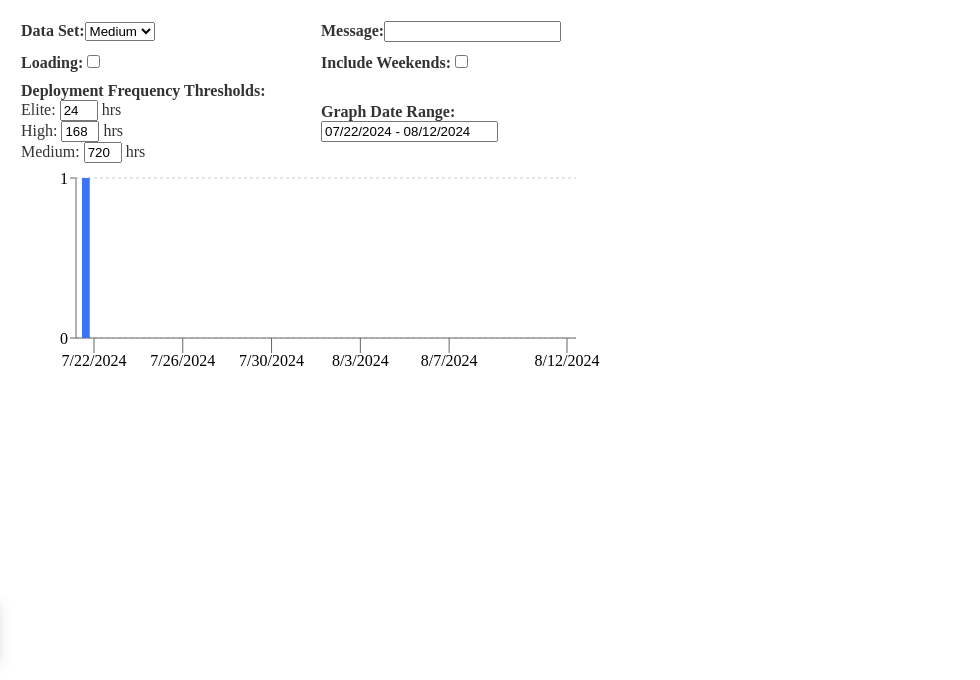 Data Set: Medium
Message:
Loading:
Include Weekends:
Deployment Frequency Thresholds:
Elite: 24 hrs
High: 168 hrs
Medium: 720 hrs
Graph Date Range:
07/22/2024 - 08/12/2024
1
0
7/22/2024 7/26/2024 7/30/2024 8/3/2024 8/7/2024 8/12/2024